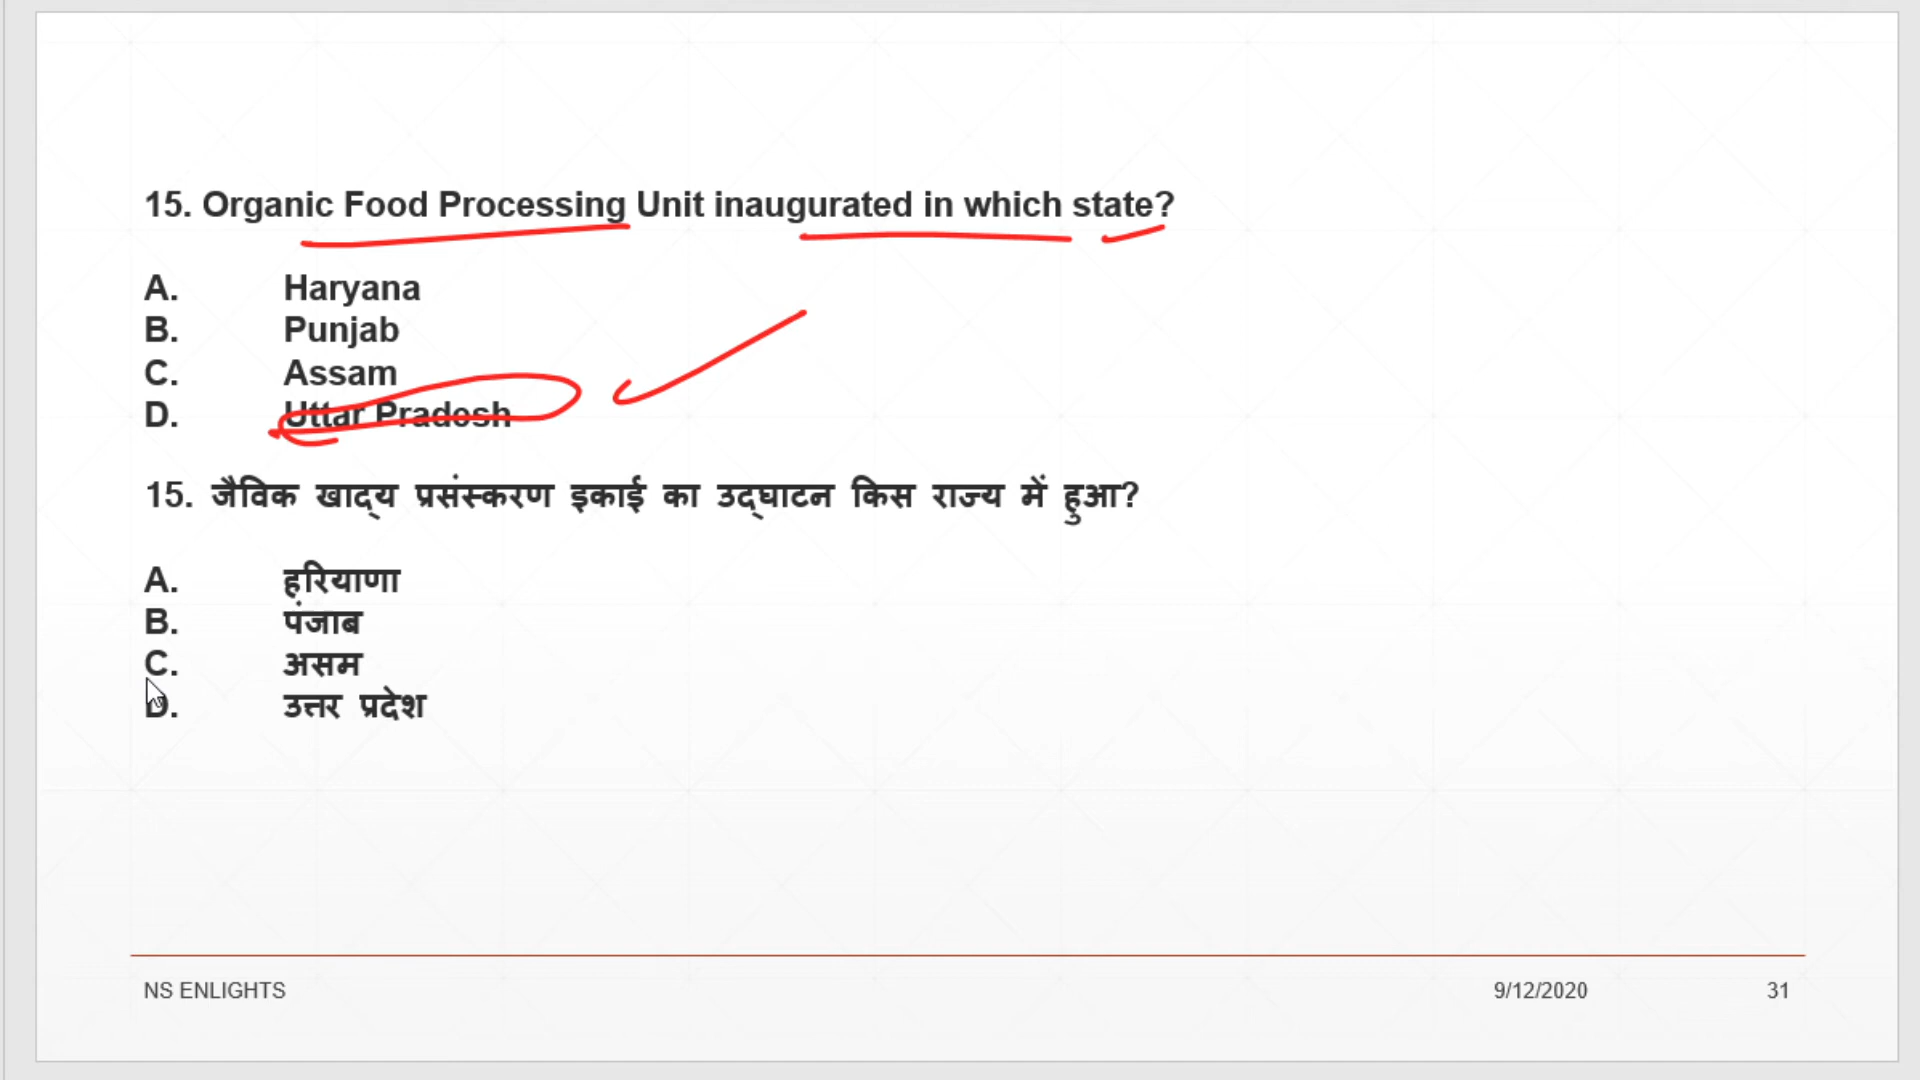 15. Organic Food Processing Unit inaugurated in which state?
A. Haryana
B. Punjab
C. Assam
D. Uttar Pradesh
15. जैविक खाद्य प्रसंस्करण इकाई का उद्घाटन किस राज्य में हुआ?
A. हरियाणा
B. पंजाब
C. असम
D. उत्तर प्रदेश
NS ENLIGHTS 9/12/2020 31